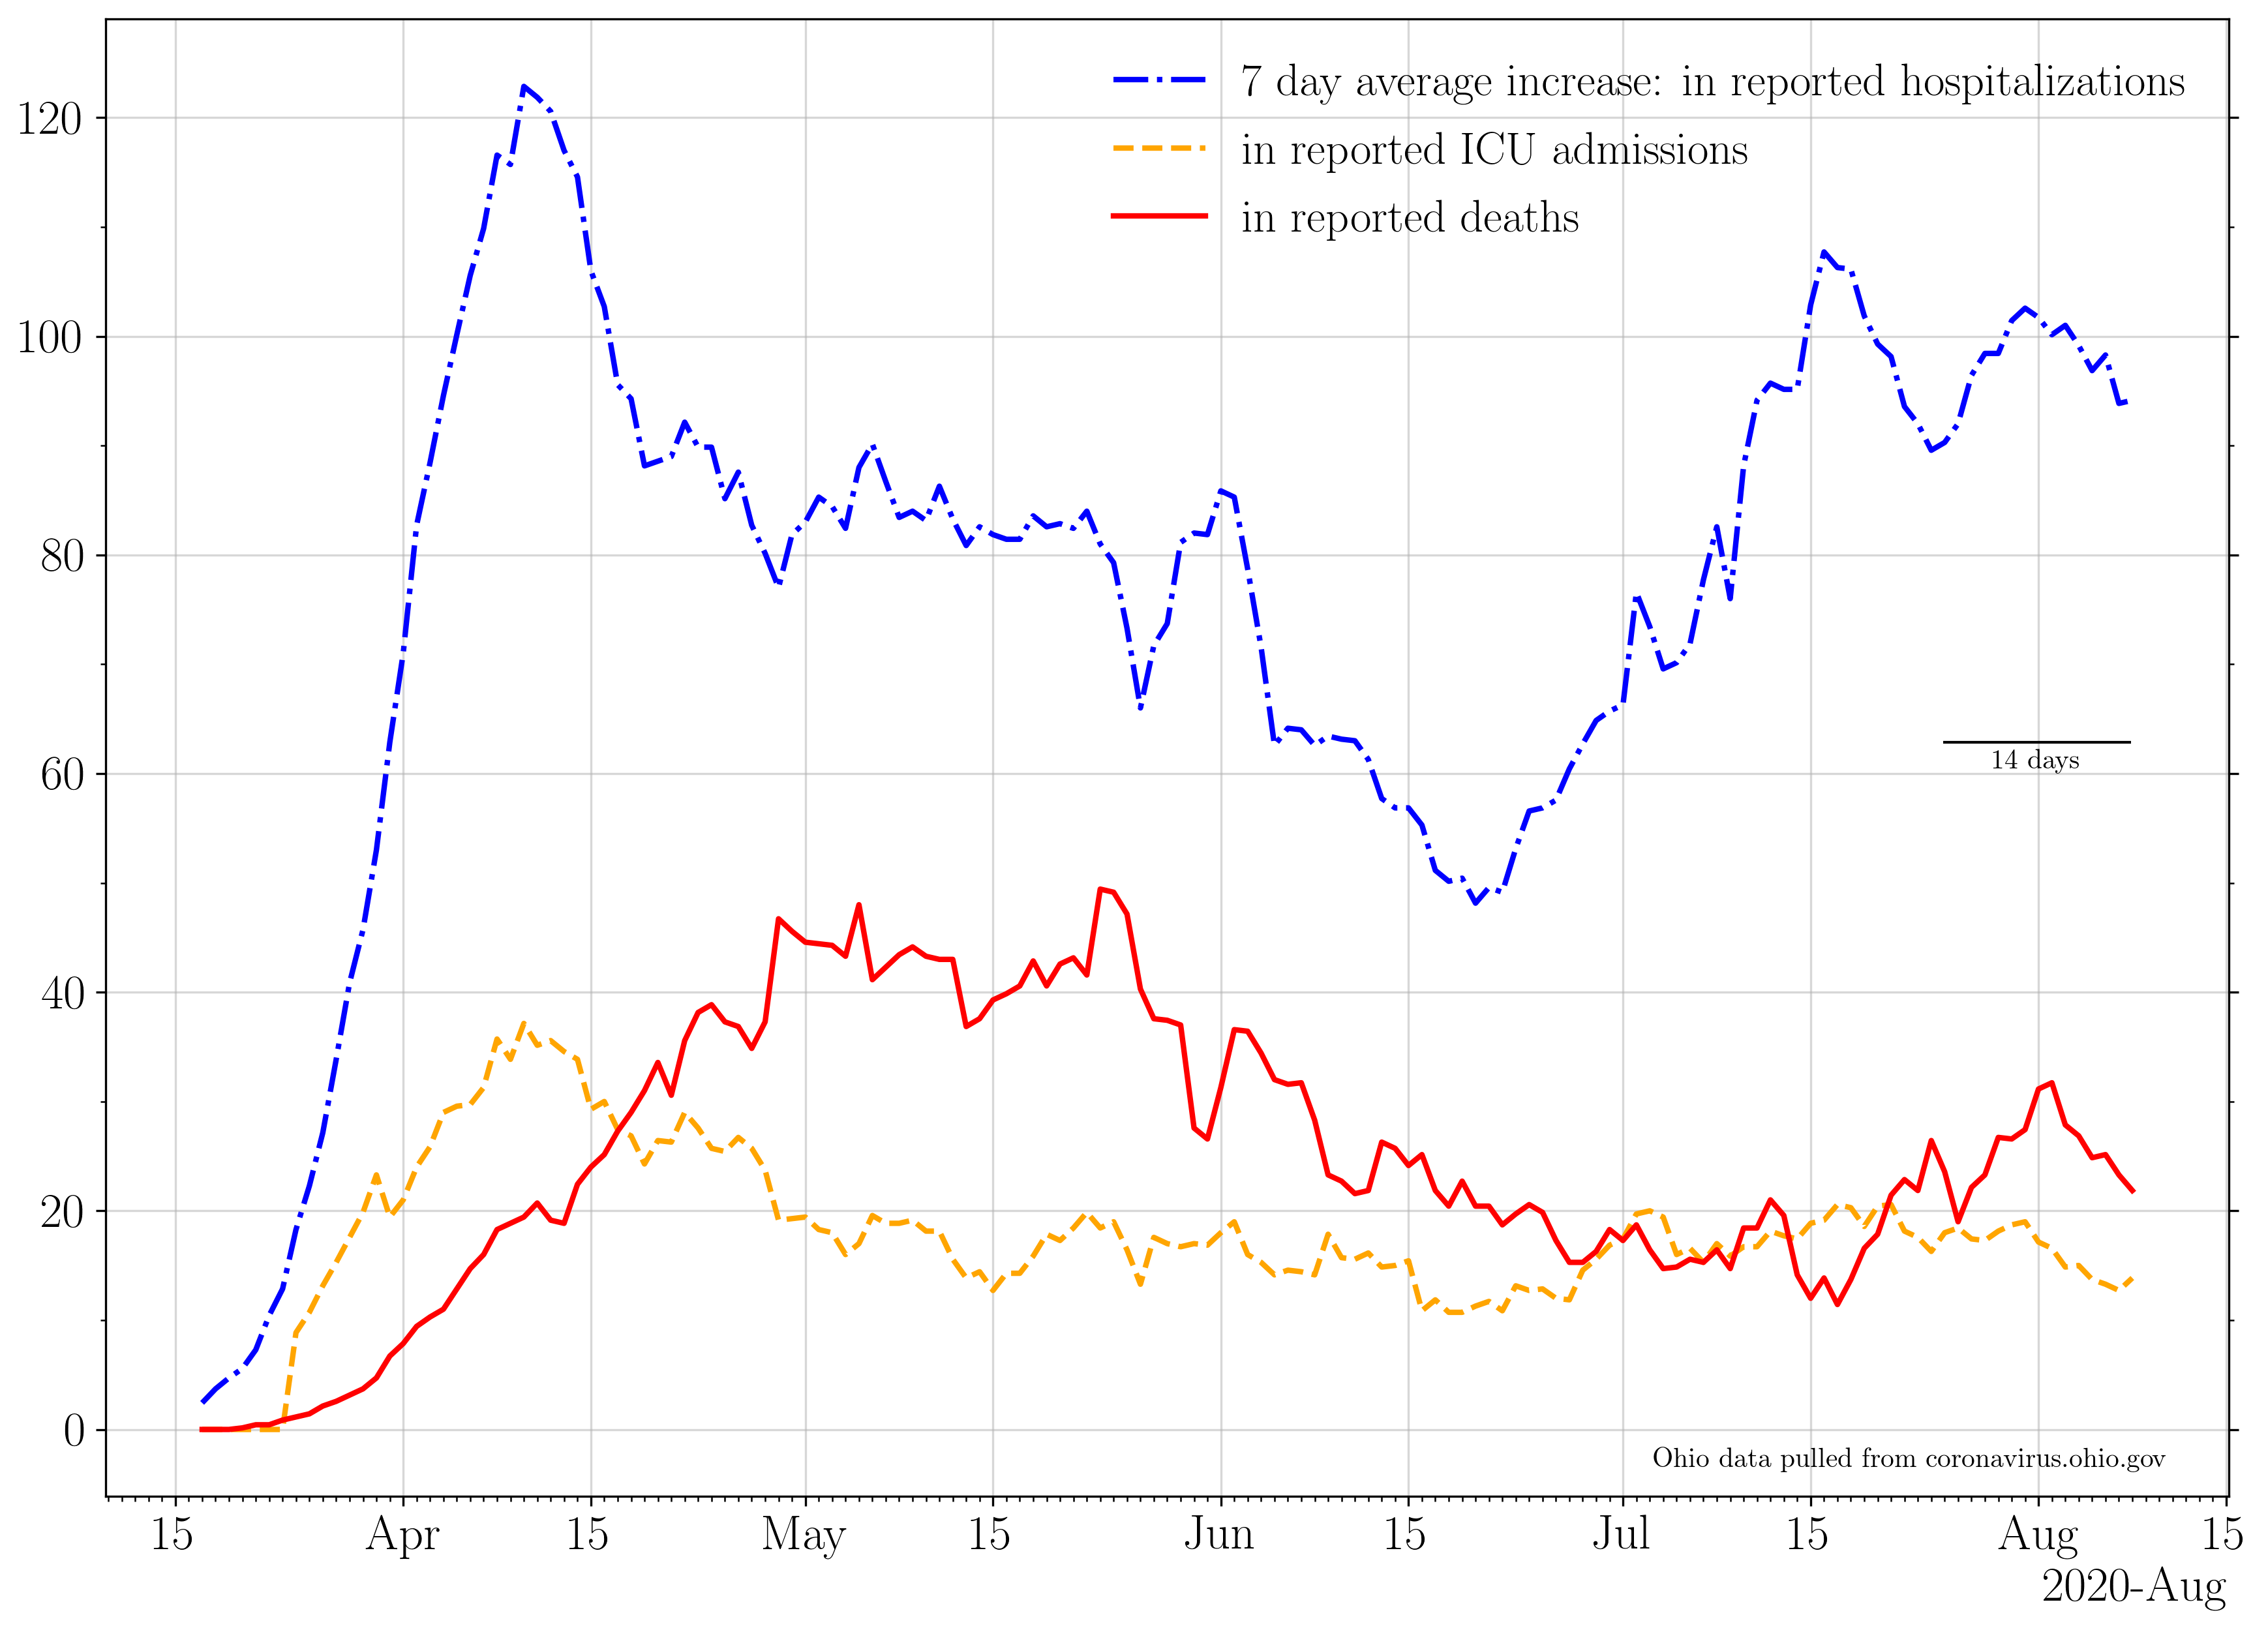 7 day average increase: in reported hospitalizations
in reported ICU admissions
in reported deaths
120
100
80
60
40
20
0
14 days
Ohio data pulled from coronavirus.ohio.gov
15 Apr 15 May 15 Jun 15 Jul 15 Aug 15
2020-Aug